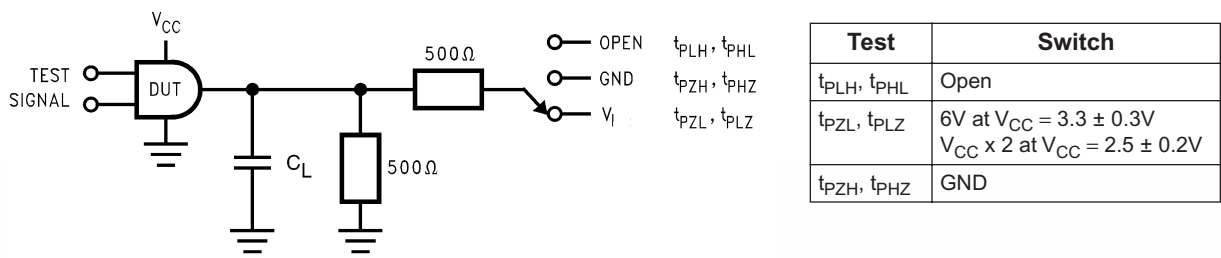 V_CC
TEST
SIGNAL
DUT
C_L
500Ω
500Ω
OPEN t_PLH, t_PHL
GND t_PZH, t_PHZ
V_I t_PZL, t_PLZ
Test Switch
t_PLH, t_PHL Open
t_PZL, t_PLZ 6V at V_CC = 3.3 ± 0.3V
V_CC x 2 at V_CC = 2.5 ± 0.2V
t_PZH, t_PHZ GND